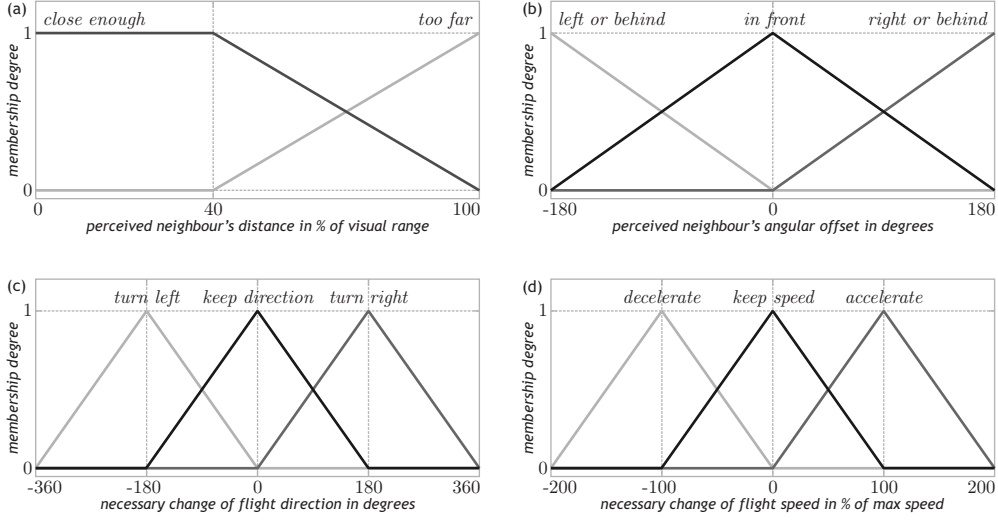 (a)
close enough
too far
1
membership degree
0
0
40
100
perceived neighbour's distance in % of visual range
(b)
left or behind
in front
right or behind
1
membership degree
0
-180
0
180
perceived neighbour's angular offset in degrees
(c)
turn left
keep direction
turn right
1
membership degree
0
-360
-180
0
180
360
necessary change of flight direction in degrees
(d)
decelerate
keep speed
accelerate
1
membership degree
0
-200
-100
0
100
200
necessary change of flight speed in % of max speed